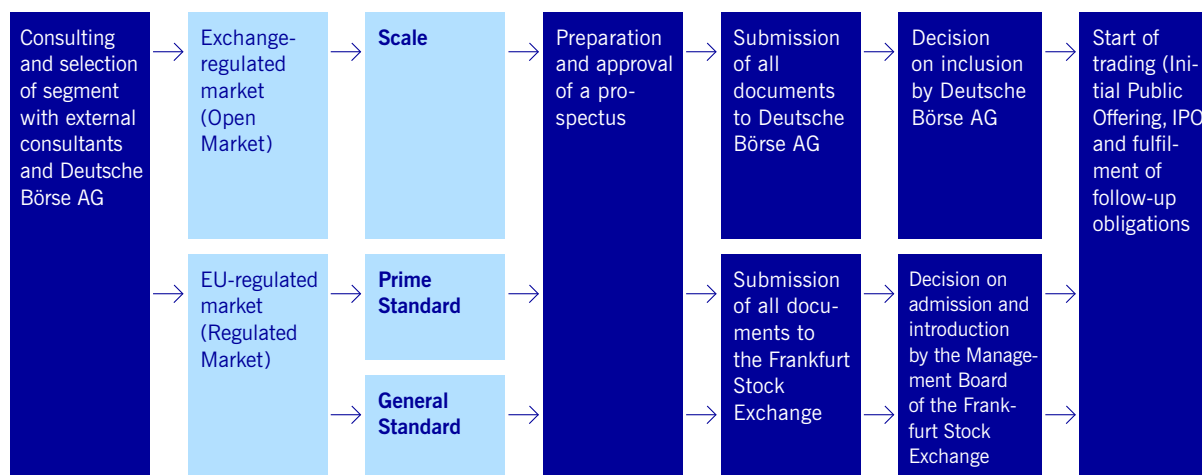 Consulting
and selection
of segment
with external
consultants
and Deutsche
Börse AG
Exchange-
regulated
market
(Open
Market)
Scale
Preparation
and approval
of a pro-
spectus
Submission
of all
documents
to Deutsche
Börse AG
Decision
on inclusion
by Deutsche
Börse AG
Start of
trading (Ini-
tial Public
Offering, IPO
and fulfil-
ment of
follow-up
obligations
EU-regulated
market
(Regulated
Market)
Prime
Standard
General
Standard
Submission
of all docu-
ments to
the Frankfurt
Stock
Exchange
Decision on
admission and
introduction
by the Manage-
ment Board
of the Frank-
furt Stock
Exchange